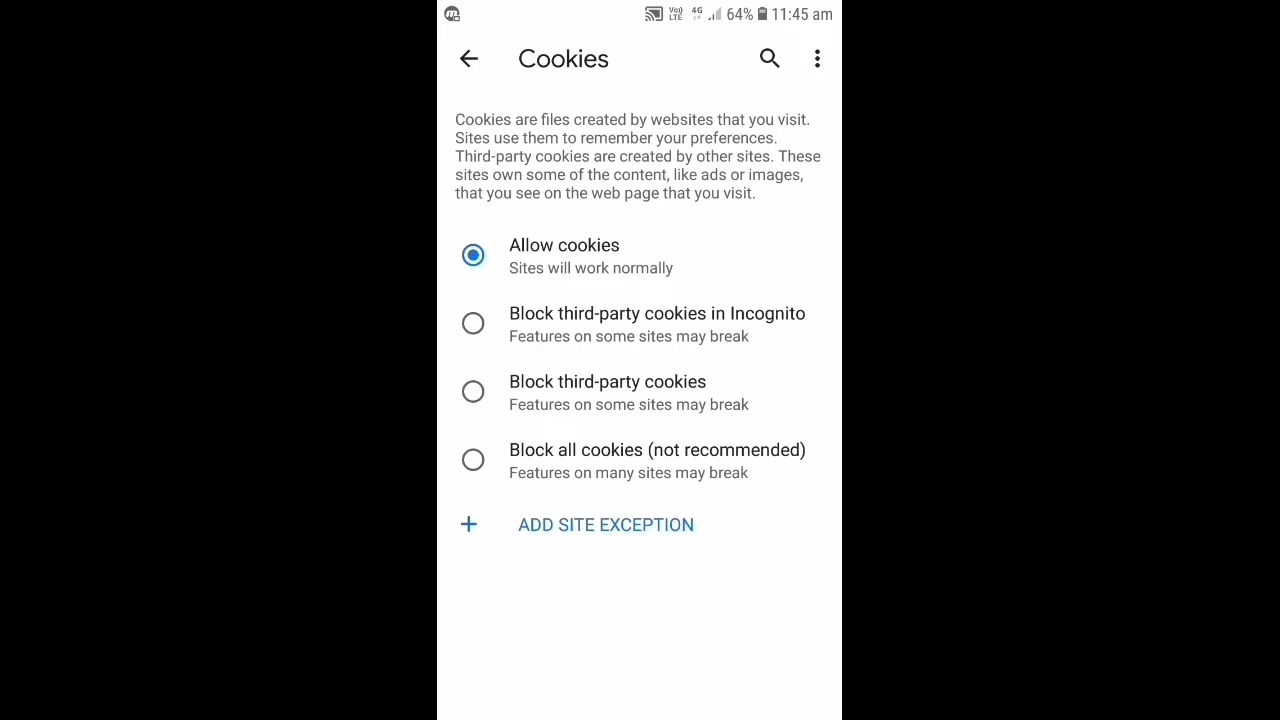 VoLTE 4G 64% 11:45 am
Cookies
Cookies are files created by websites that you visit.
Sites use them to remember your preferences.
Third-party cookies are created by other sites. These
sites own some of the content, like ads or images,
that you see on the web page that you visit.
Allow cookies
Sites will work normally
Block third-party cookies in Incognito
Features on some sites may break
Block third-party cookies
Features on some sites may break
Block all cookies (not recommended)
Features on many sites may break
ADD SITE EXCEPTION